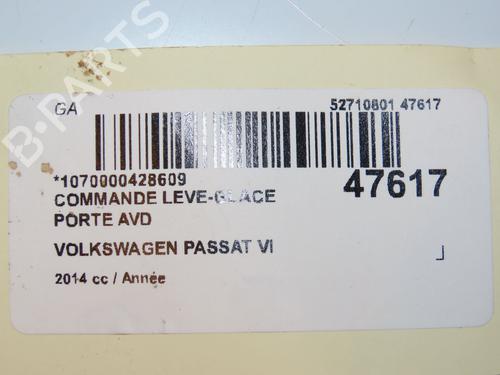 GA
52710801 47617
*1070000428609
47617
COMMANDE LEVE-GLACE
PORTE AVD
VOLKSWAGEN PASSAT VI
2014 cc / Année
B-PARTS